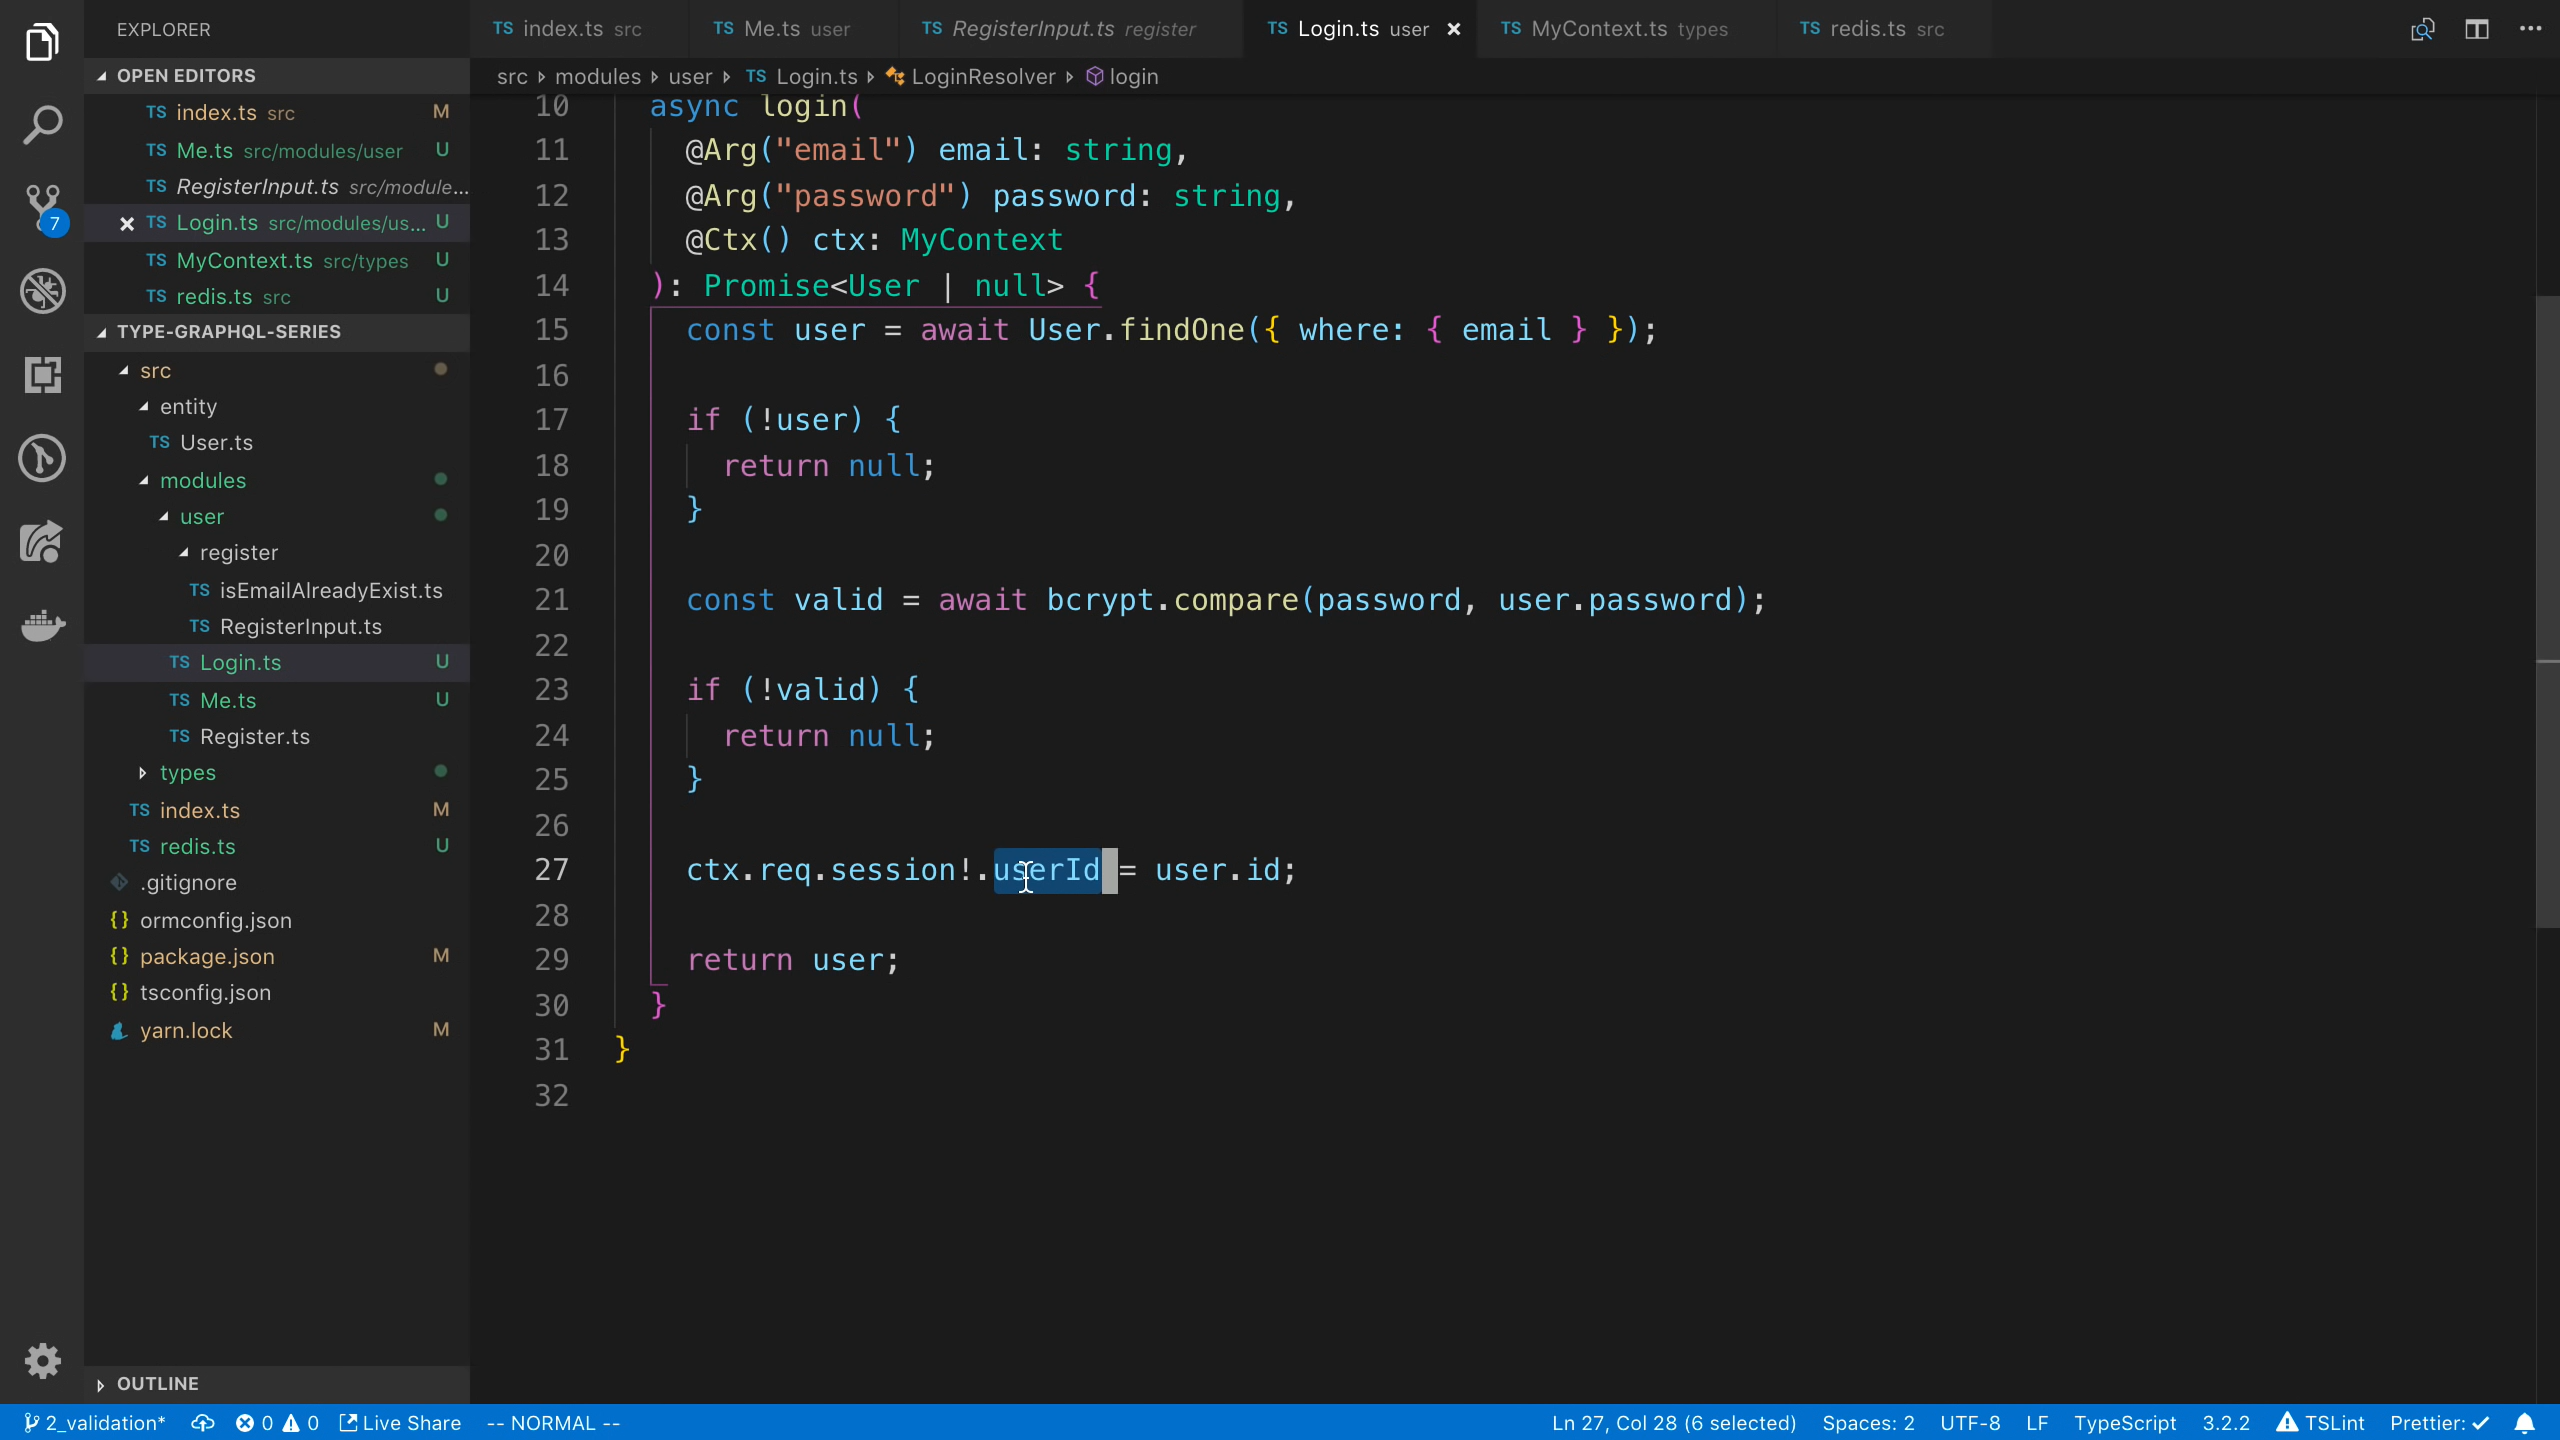 EXPLORER
OPEN EDITORS
TS index.ts src M
TS Me.ts src/modules/user U
TS RegisterInput.ts src/module...
TS Login.ts src/modules/us... U
TS MyContext.ts src/types U
TS redis.ts src U
TYPE-GRAPHQL-SERIES
src
entity
TS User.ts
modules
user
register
TS isEmailAlreadyExist.ts
TS RegisterInput.ts
TS Login.ts U
TS Me.ts U
TS Register.ts
types
TS index.ts M
TS redis.ts U
.gitignore
{} ormconfig.json
{} package.json M
{} tsconfig.json
yarn.lock M
OUTLINE
7
TS index.ts src TS Me.ts user TS RegisterInput.ts register TS Login.ts user TS MyContext.ts types TS redis.ts src
src modules user TS Login.ts LoginResolver login
10 async login(
11 @Arg("email") email: string,
12 @Arg("password") password: string,
13 @Ctx() ctx: MyContext
14 ): Promise<User | null> {
15 const user = await User.findOne({ where: { email } });
16
17 if (!user) {
18 return null;
19 }
20
21 const valid = await bcrypt.compare(password, user.password);
22
23 if (!valid) {
24 return null;
25 }
26
27 ctx.req.session!.userId = user.id;
28
29 return user;
30 }
31 }
32
2_validation* 0 0 Live Share -- NORMAL -- Ln 27, Col 28 (6 selected) Spaces: 2 UTF-8 LF TypeScript 3.2.2 TSLint Prettier: ✓